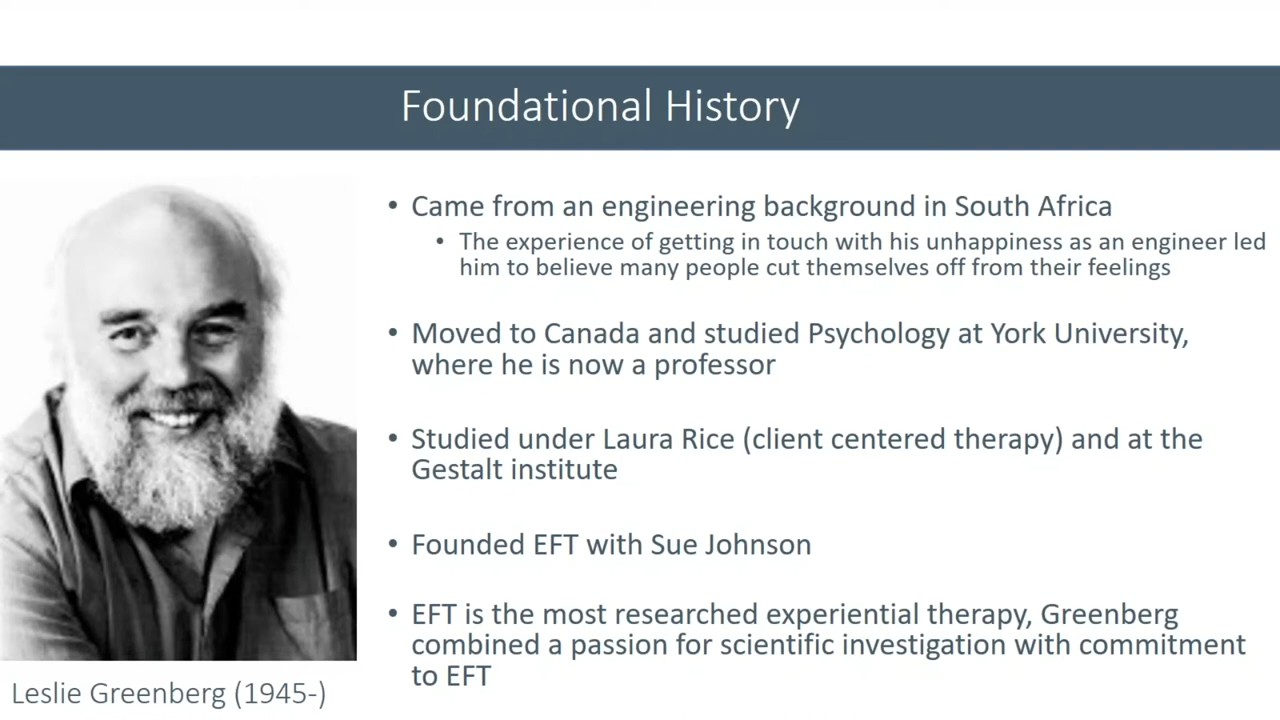 Foundational History
• Came from an engineering background in South Africa
• The experience of getting in touch with his unhappiness as an engineer led
him to believe many people cut themselves off from their feelings
• Moved to Canada and studied Psychology at York University,
where he is now a professor
• Studied under Laura Rice (client centered therapy) and at the
Gestalt institute
• Founded EFT with Sue Johnson
• EFT is the most researched experiential therapy, Greenberg
combined a passion for scientific investigation with commitment
to EFT
Leslie Greenberg (1945-)